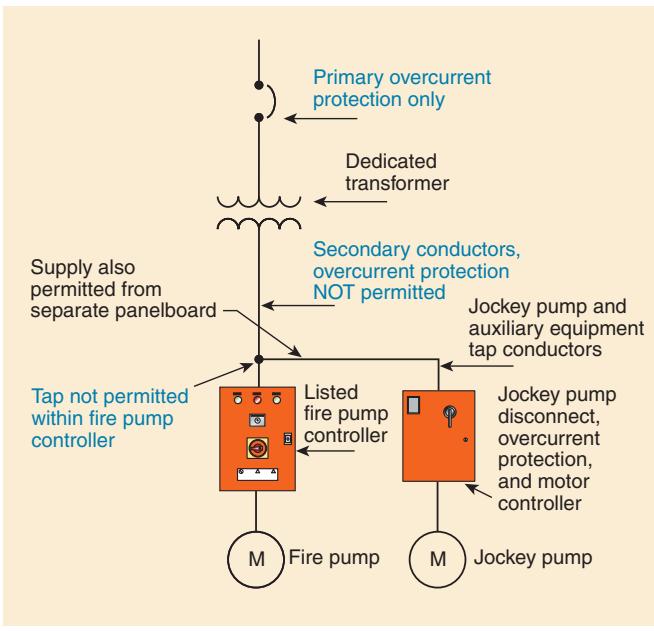 Primary overcurrent
protection only
Dedicated
transformer
Secondary conductors,
overcurrent protection
NOT permitted
Supply also
permitted from
separate panelboard
Jockey pump and
auxiliary equipment
tap conductors
Tap not permitted
within fire pump
controller
Listed
fire pump
controller
Jockey pump
disconnect,
overcurrent
protection,
and motor
controller
M
Fire pump
M
Jockey pump